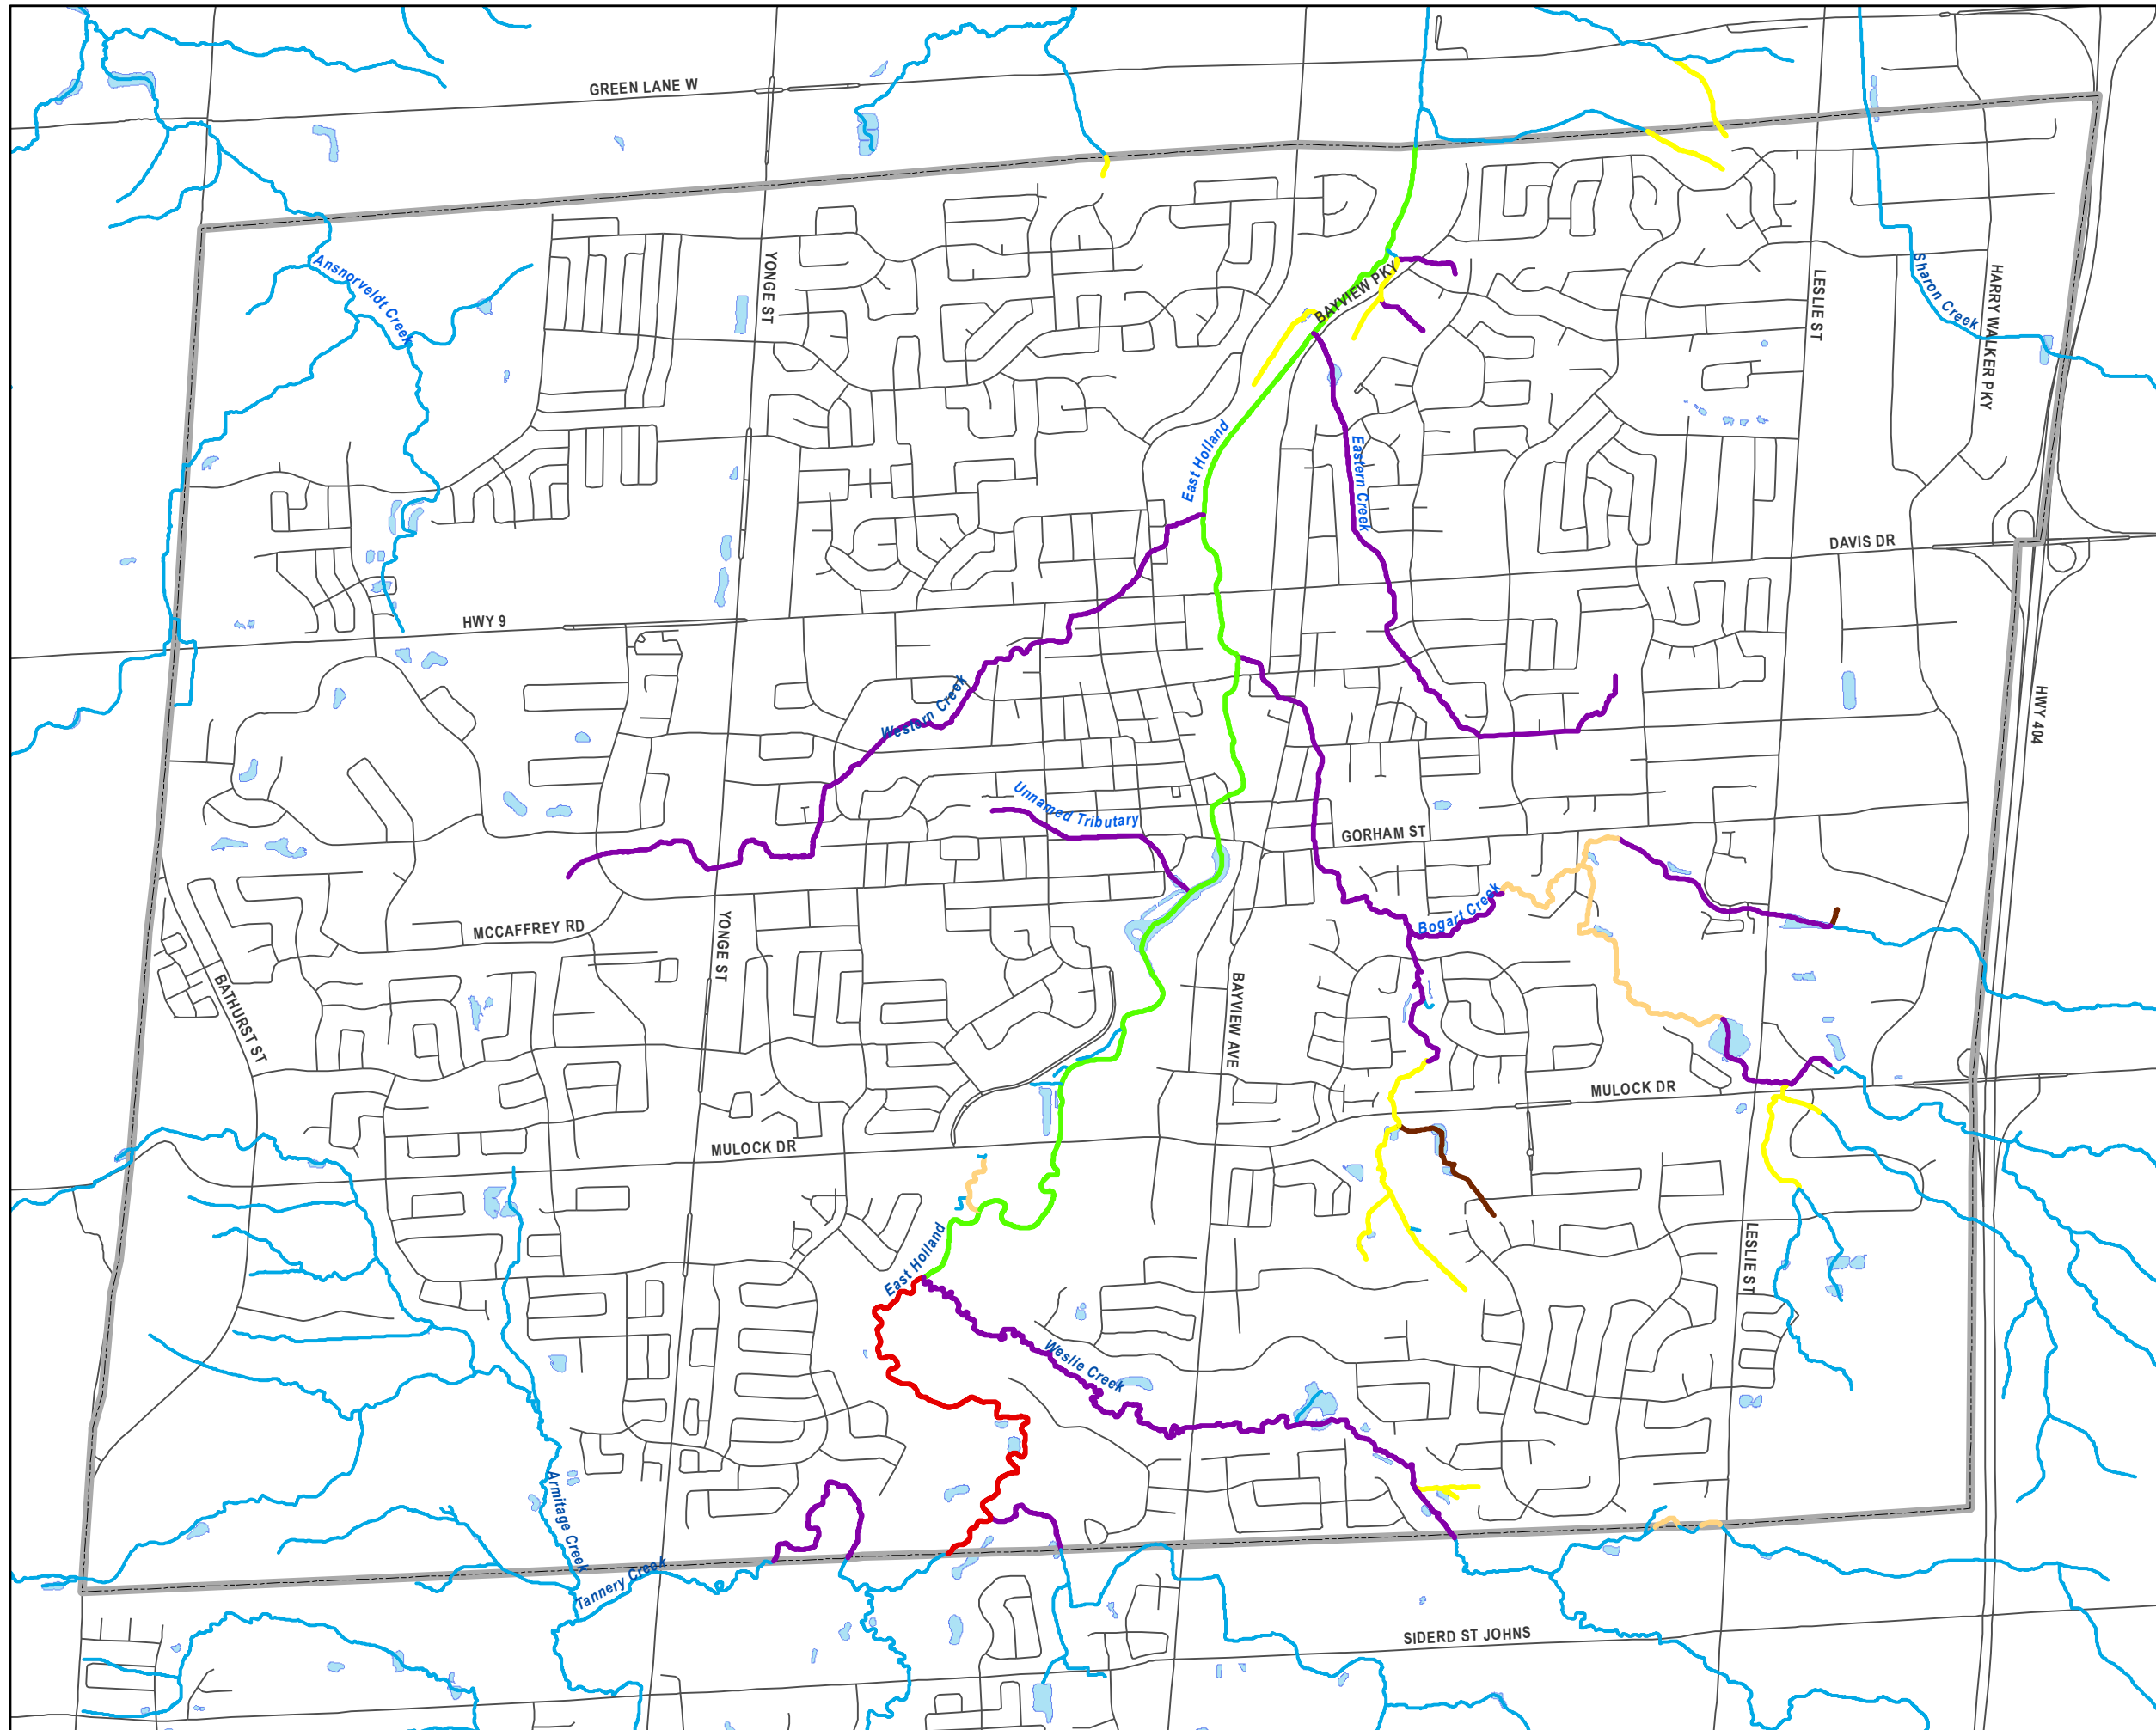 GREEN LANE W
Ansnorveldt Creek
YONGE ST
BAYVIEW PKY
LESLIE ST
Sharon Creek
HARRY WALKER PKY
East Holland
Eastern Creek
DAVIS DR
HWY 9
HWY 404
Western Creek
Unnamed Tributary
GORHAM ST
Bogart Creek
MCCAFFREY RD
YONGE ST
BATHURST ST
BAYVIEW AVE
MULOCK DR
MULOCK DR
East Holland
LESLIE ST
Weslie Creek
Armitage Creek
Tannery Creek
SIDERD ST JOHNS